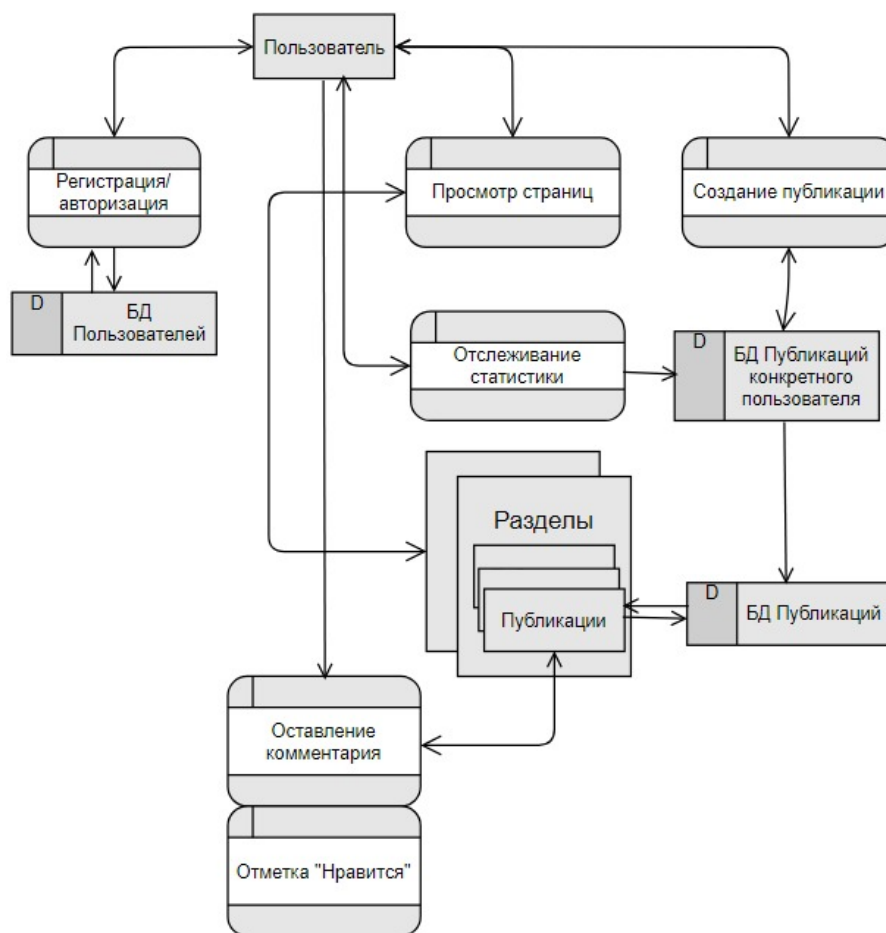 Пользователь
Регистрация/
авторизация
Просмотр страниц
Создание публикации
D
БД
Пользователей
Отслеживание
статистики
D
БД Публикаций
конкретного
пользователя
Разделы
Публикации
D
БД Публикаций
Оставление
комментария
Отметка "Нравится"